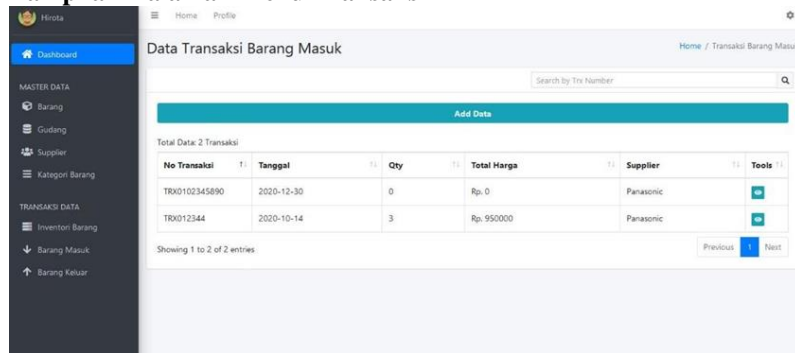 Hirota
Home Profile
Dashboard
Data Transaksi Barang Masuk
Home / Transaksi Barang Masu
MASTER DATA
Barang
Gudang
Supplier
Kategori Barang
TRANSAKSI DATA
Inventori Barang
Barang Masuk
Barang Keluar
Search by Trx Number
Add Data
Total Data: 2 Transaksi
No Transaksi Tanggal Qty Total Harga Supplier Tools
TRX0102345890 2020-12-30 0 Rp. 0 Panasonic
TRX012344 2020-10-14 3 Rp. 950000 Panasonic
Showing 1 to 2 of 2 entries
Previous 1 Next